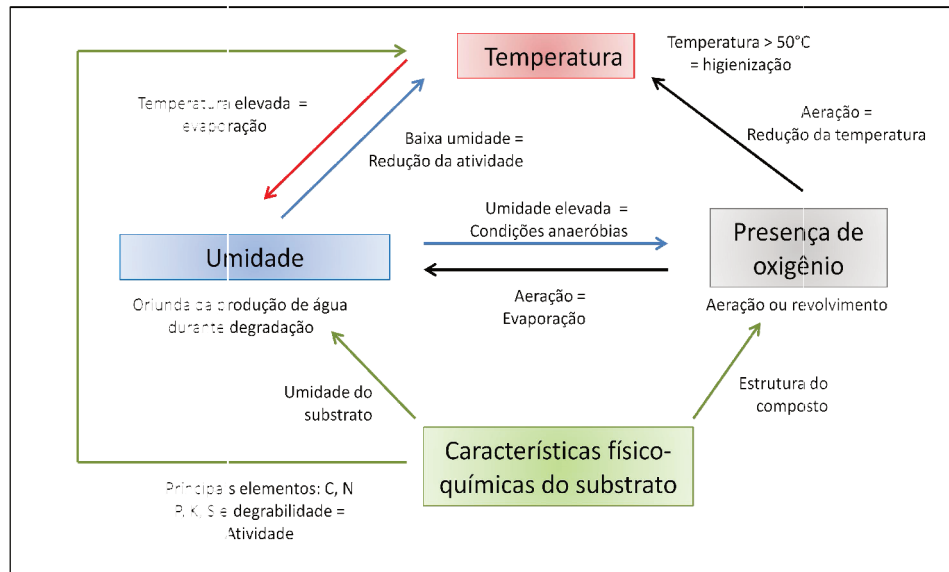 Temperatura
Temperatura > 50°C
= higienização
Temperatura elevada =
evaporação
Baixa umidade =
Redução da atividade
Aeração =
Redução da temperatura
Umidade elevada =
Condições anaeróbias
Umidade
Presença de
oxigênio
Oriunda da produção de água
durante degradação
Aeração =
Evaporação
Aeração ou revolvimento
Umidade do
substrato
Estrutura do
composto
Características físico-
químicas do substrato
Principais elementos: C, N
P, K, S e degrabilidade =
Atividade